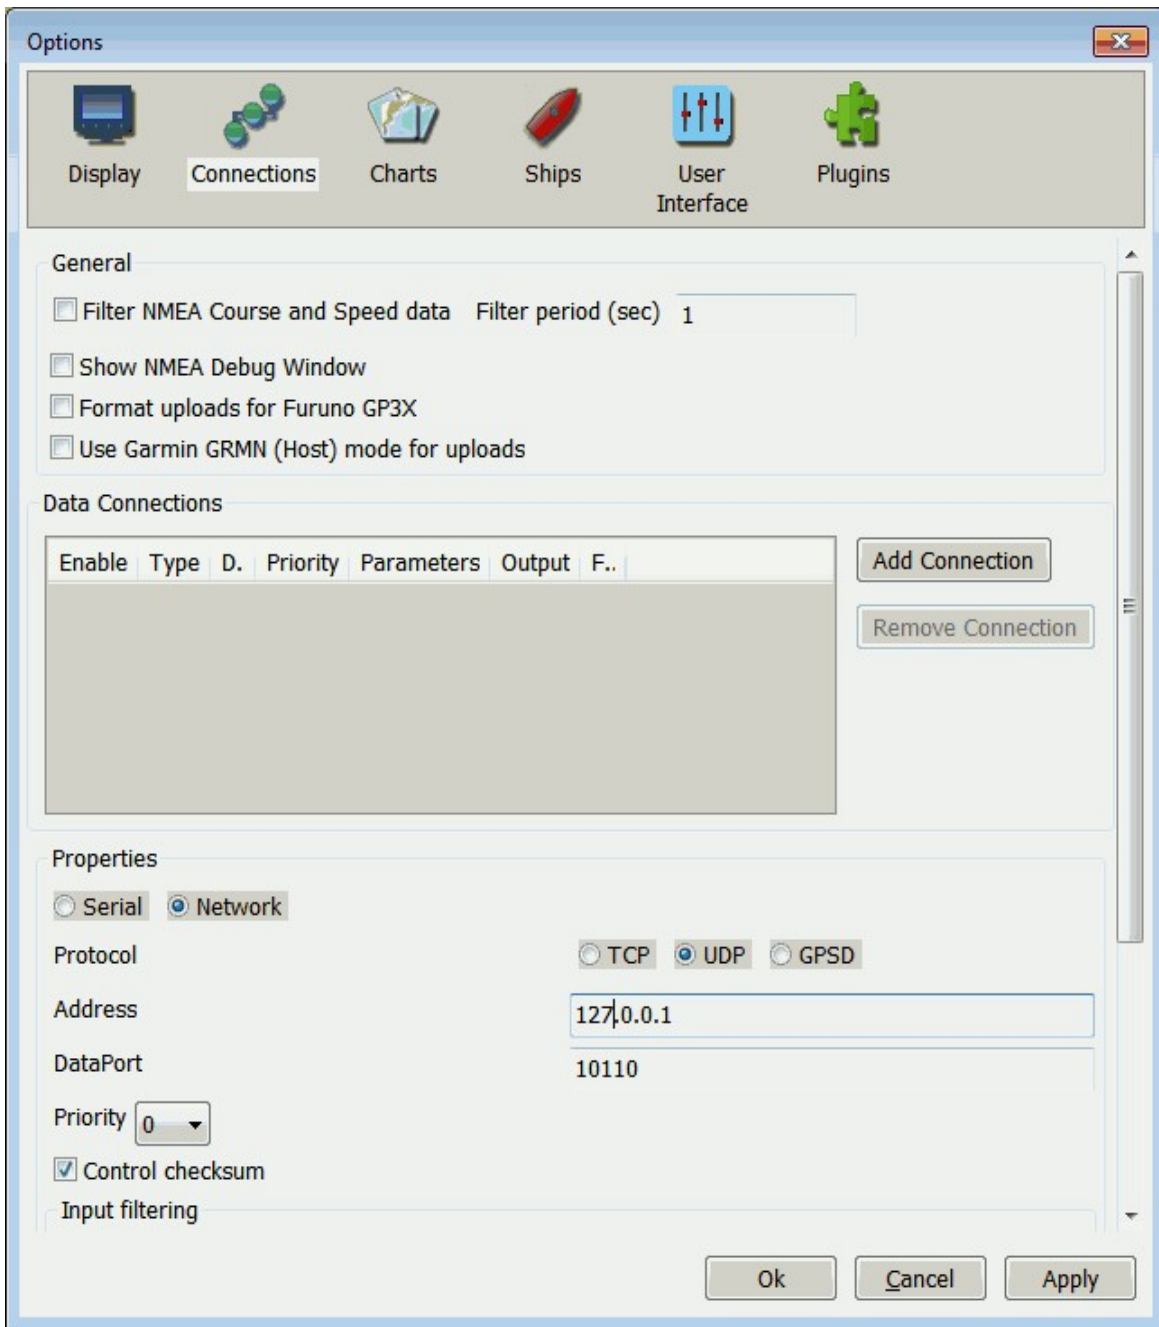 Options
Display Connections Charts Ships User Interface Plugins
General
Filter NMEA Course and Speed data Filter period (sec) 1
Show NMEA Debug Window
Format uploads for Furuno GP3X
Use Garmin GRMN (Host) mode for uploads
Data Connections
Enable Type D. Priority Parameters Output F..
Add Connection
Remove Connection
Properties
Serial Network
Protocol TCP UDP GPSD
Address 127.0.0.1
DataPort 10110
Priority 0
Control checksum
Input filtering
Ok Cancel Apply